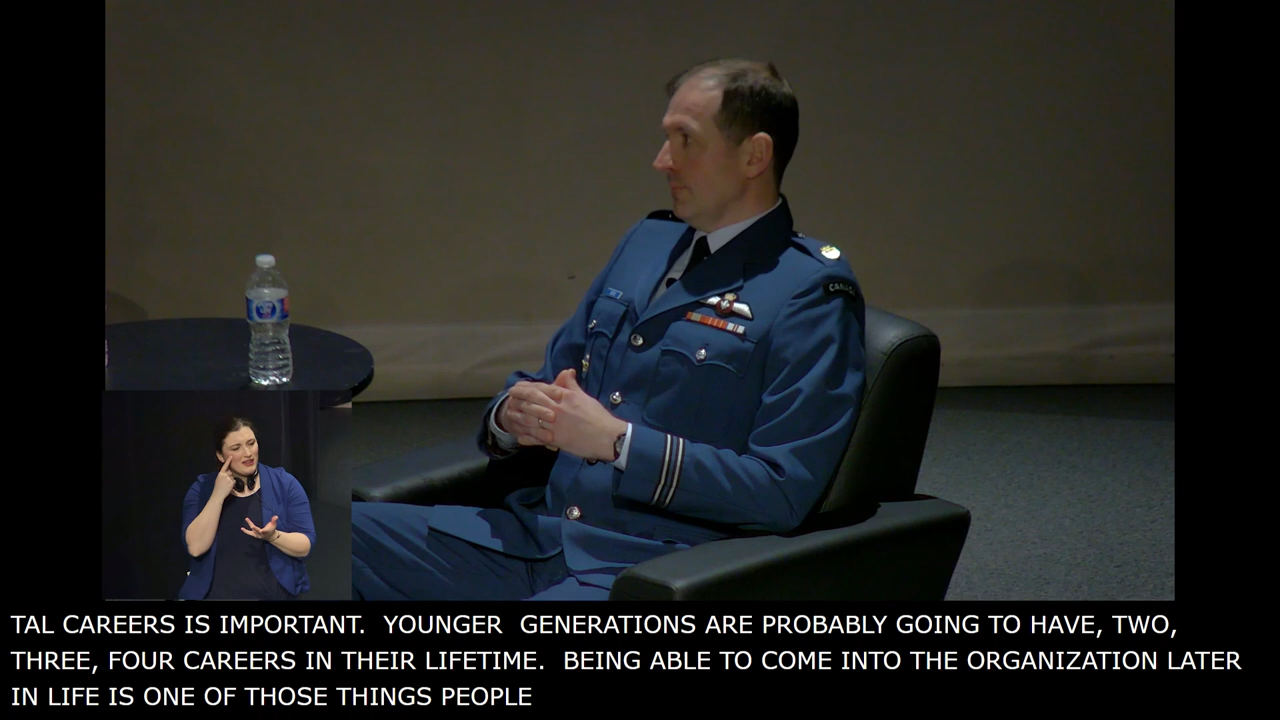 CANADA
TAL CAREERS IS IMPORTANT.  YOUNGER  GENERATIONS ARE PROBABLY GOING TO HAVE, TWO,
THREE, FOUR CAREERS IN THEIR LIFETIME.  BEING ABLE TO COME INTO THE ORGANIZATION LATER
IN LIFE IS ONE OF THOSE THINGS PEOPLE